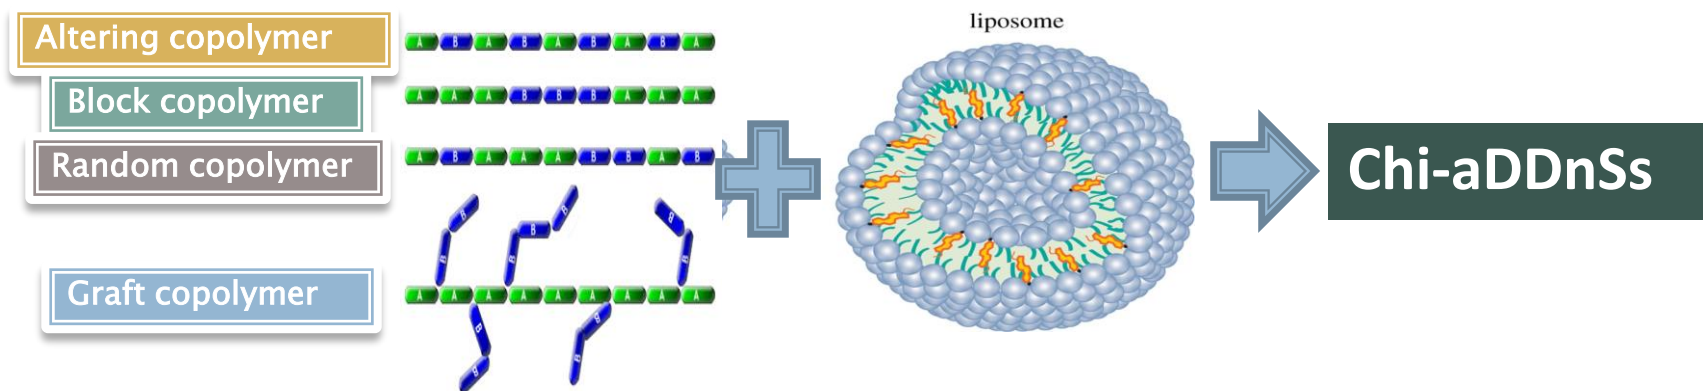 liposome
Altering copolymer
A B A B A B A B A
Block copolymer
A A A B B B A A A
Random copolymer
A B A A A B B A B
Chi-aDDnSs
B B B
B
B B B
Graft copolymer
A A A A A A A A A
B B
B
B